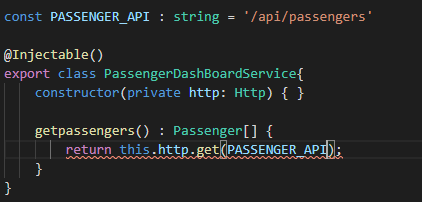 const PASSENGER_API : string = '/api/passengers'
@Injectable()
export class PassengerDashBoardService{
constructor(private http: Http) { }
getpassengers() : Passenger[] {
return this.http.get(PASSENGER_API);
}
}